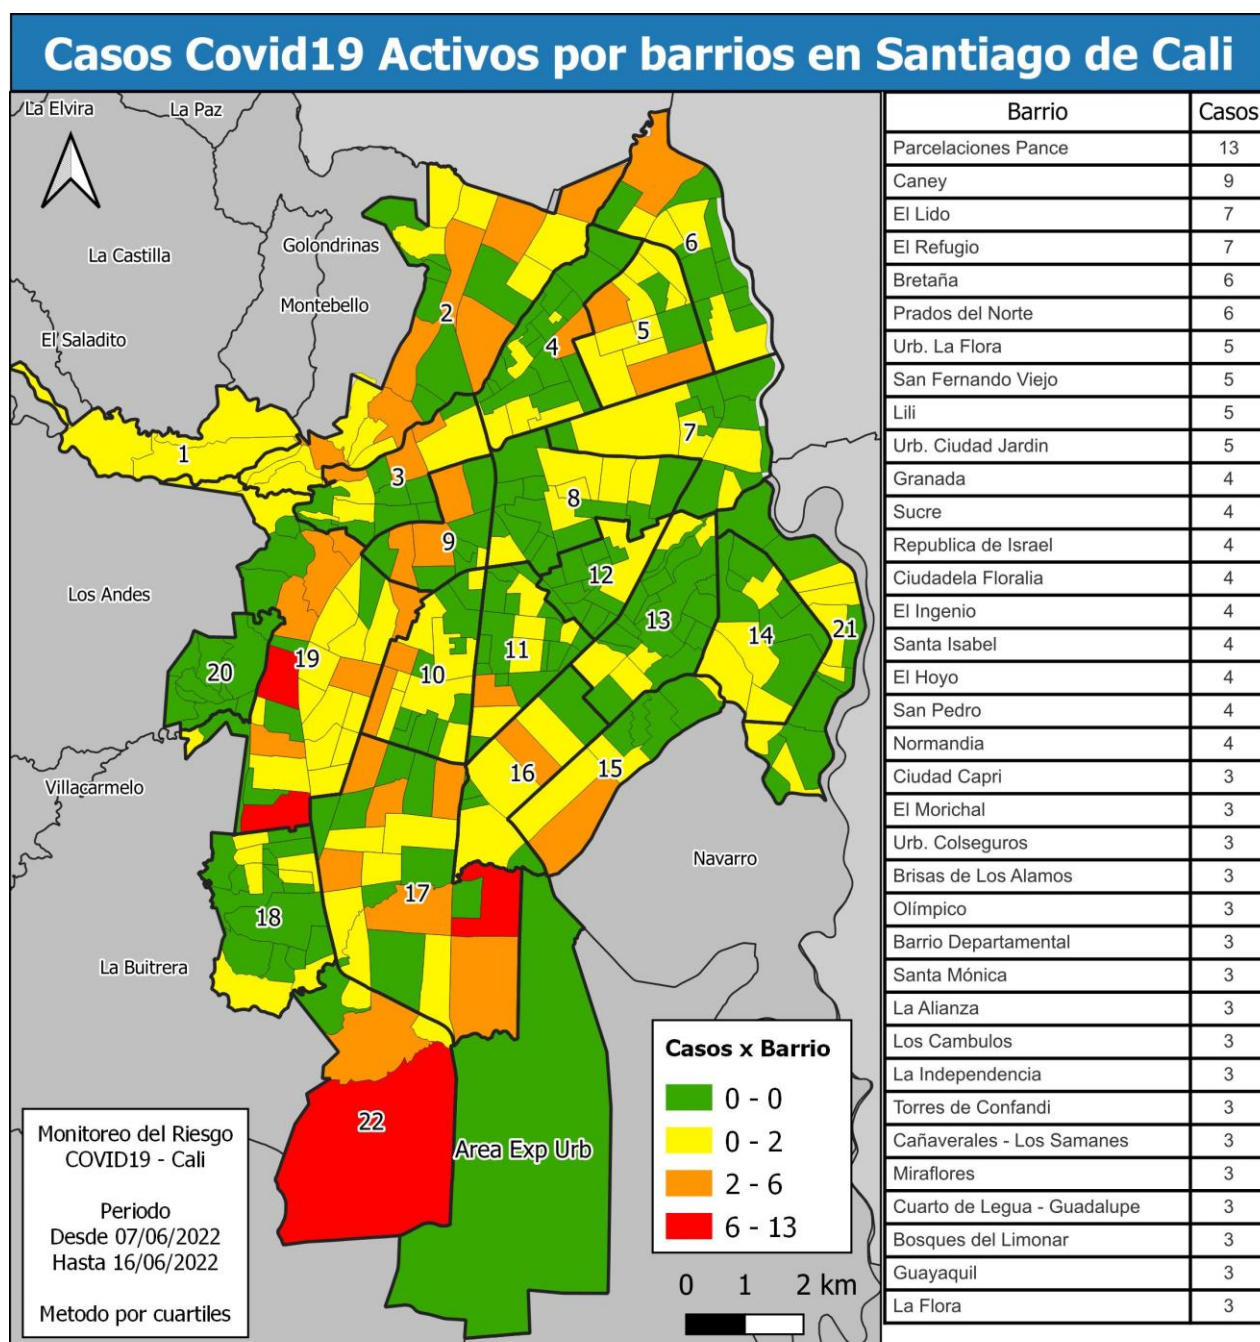 Casos Covid19 Activos por barrios en Santiago de Cali
La Elvira
La Paz
Golondrinas
La Castilla
Montebello
El Saladito
Los Andes
Villacarmelo
La Buitrera
Navarro
1
2
3
4
5
6
7
8
9
10
11
12
13
14
15
16
17
18
19
20
21
22
Area Exp Urb
Casos x Barrio
0 - 0
0 - 2
2 - 6
6 - 13
0 1 2 km
Monitoreo del Riesgo
COVID19 - Cali
Periodo
Desde 07/06/2022
Hasta 16/06/2022
Metodo por cuartiles
Barrio Casos
Parcelaciones Pance 13
Caney 9
El Lido 7
El Refugio 7
Bretaña 6
Prados del Norte 6
Urb. La Flora 5
San Fernando Viejo 5
Lili 5
Urb. Ciudad Jardin 5
Granada 4
Sucre 4
Republica de Israel 4
Ciudadela Floralia 4
El Ingenio 4
Santa Isabel 4
El Hoyo 4
San Pedro 4
Normandia 4
Ciudad Capri 3
El Morichal 3
Urb. Colseguros 3
Brisas de Los Alamos 3
Olímpico 3
Barrio Departamental 3
Santa Mónica 3
La Alianza 3
Los Cambulos 3
La Independencia 3
Torres de Confandi 3
Cañaverales - Los Samanes 3
Miraflores 3
Cuarto de Legua - Guadalupe 3
Bosques del Limonar 3
Guayaquil 3
La Flora 3